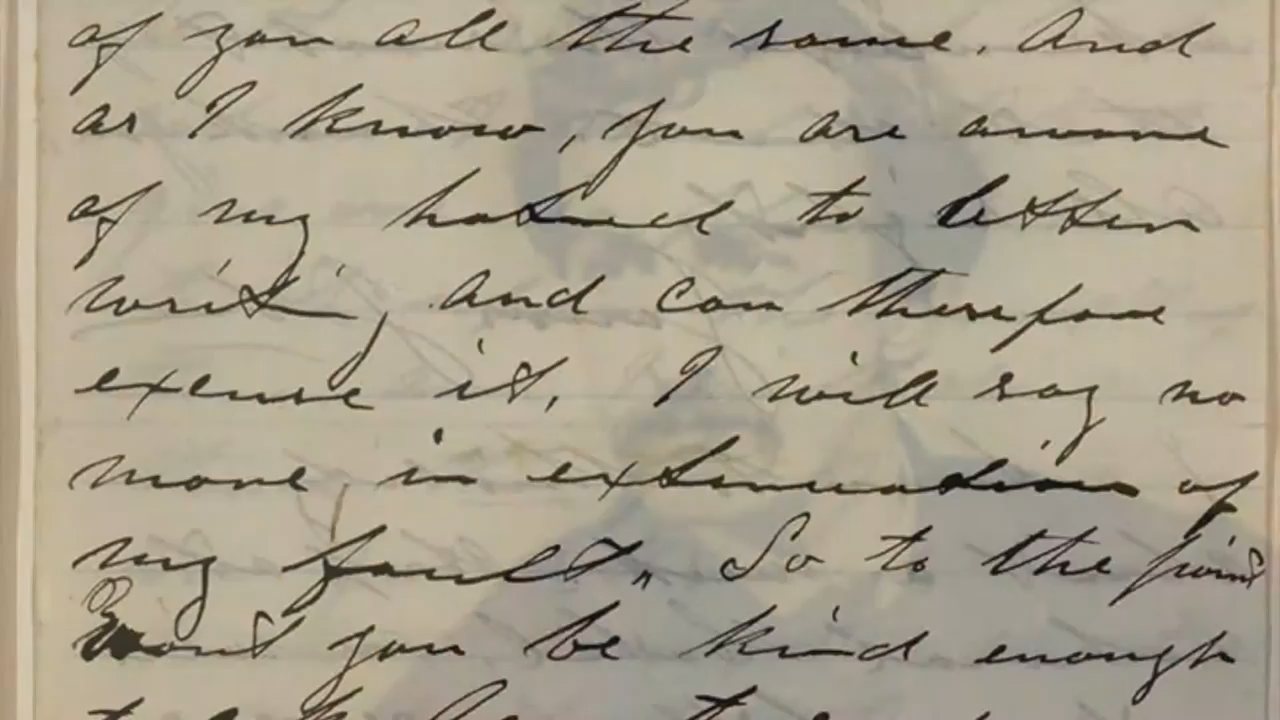 of you all the same. And
as I know, you are aware
of my hatred to letter
writin', and can therefore
excuse it, I will say no
more in extenuation of
my fault. So to the point
Wont you be kind enough